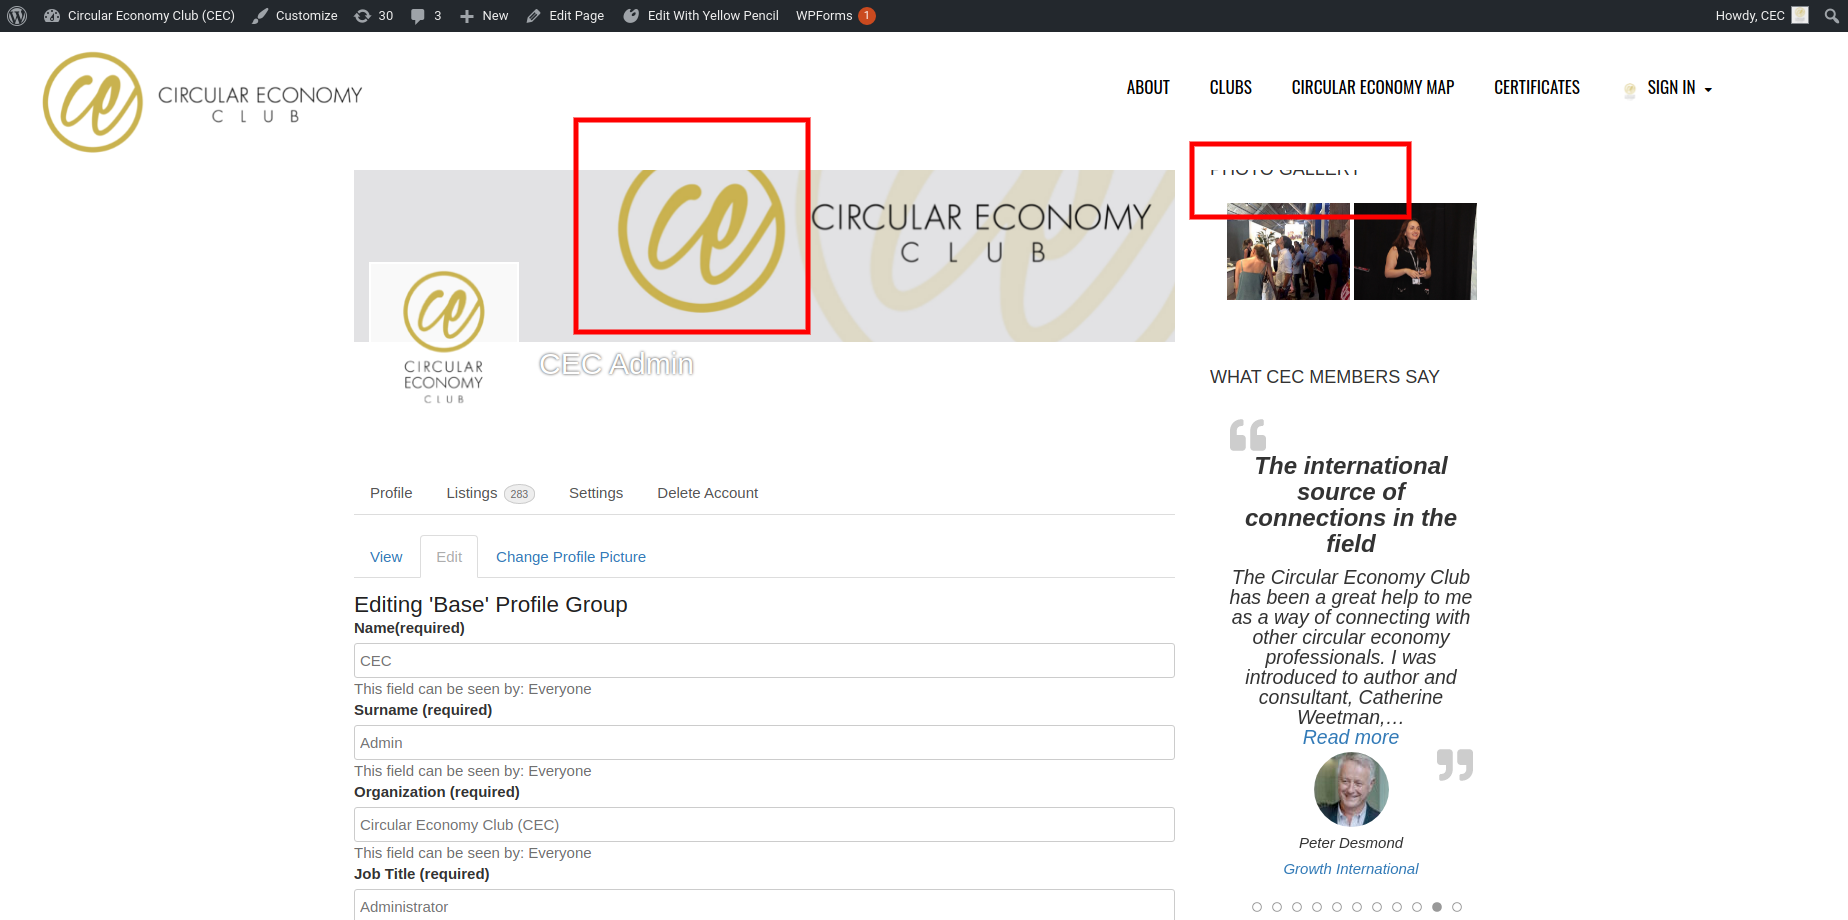 Circular Economy Club (CEC) Customize 30 3 New Edit Page Edit With Yellow Pencil WPForms 1 Howdy, CEC
CIRCULAR ECONOMY
CLUB
ABOUT CLUBS CIRCULAR ECONOMY MAP CERTIFICATES SIGN IN
CIRCULAR ECONOMY
CLUB
CIRCULAR
ECONOMY
CLUB
CEC Admin
Profile Listings 283 Settings Delete Account
View Edit Change Profile Picture
Editing 'Base' Profile Group
Name(required)
CEC
This field can be seen by: Everyone
Surname (required)
Admin
This field can be seen by: Everyone
Organization (required)
Circular Economy Club (CEC)
This field can be seen by: Everyone
Job Title (required)
Administrator
PHOTO GALLERY
WHAT CEC MEMBERS SAY
The international
source of
connections in the
field
The Circular Economy Club
has been a great help to me
as a way of connecting with
other circular economy
professionals. I was
introduced to author and
consultant, Catherine
Weetman,…
Read more
Peter Desmond
Growth International